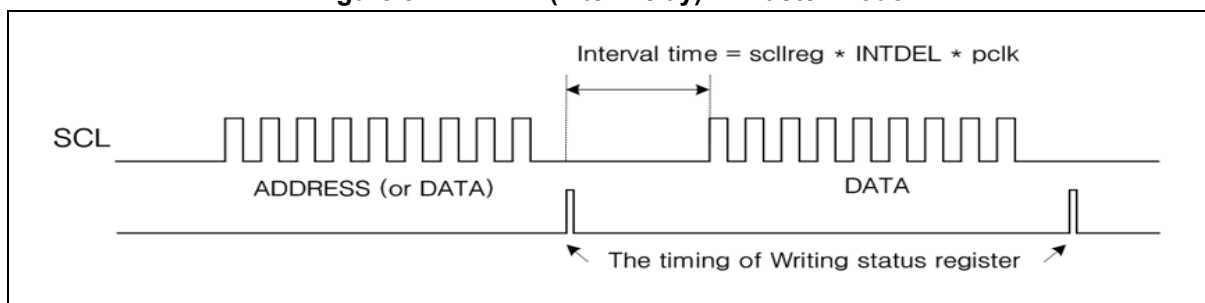 Interval time = scllreg * INTDEL * pclk
SCL
ADDRESS (or DATA)
DATA
The timing of Writing status register